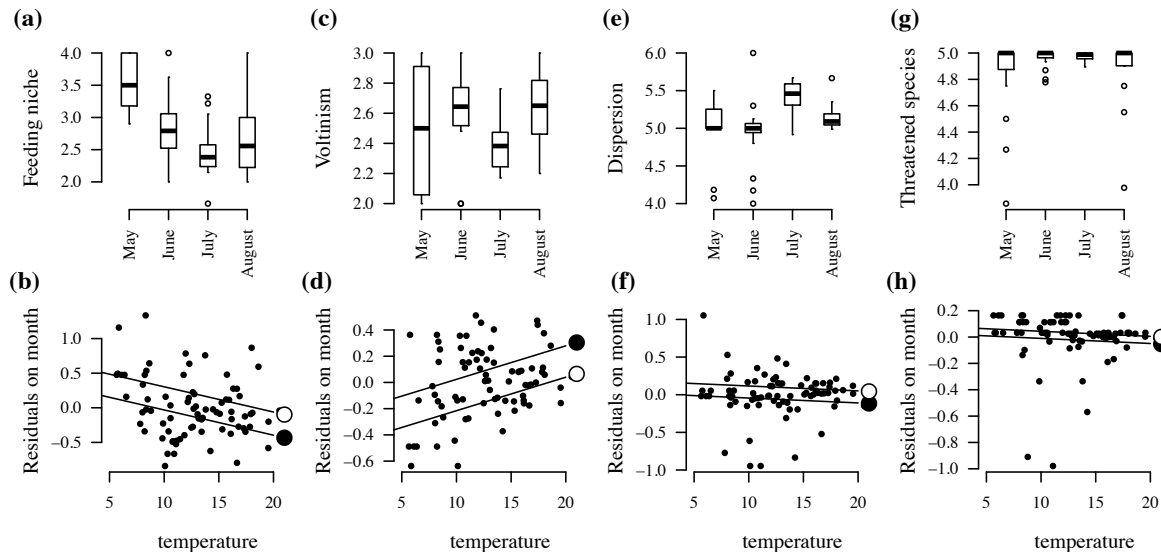 (a) (c) (e) (g)
Feeding niche
4.0
3.5
3.0
2.5
2.0
May
June
July
August
Voltinism
3.0
2.8
2.6
2.4
2.2
2.0
May
June
July
August
Dispersion
6.0
5.5
5.0
4.5
4.0
May
June
July
August
Threatened species
5.0
4.8
4.6
4.4
4.2
4.0
May
June
July
August
(b) (d) (f) (h)
Residuals on month
1.0
0.5
0.0
−0.5
5 10 15 20
temperature
Residuals on month
0.4
0.2
−0.0
−0.2
−0.4
−0.6
5 10 15 20
temperature
Residuals on month
1.0
0.5
0.0
−0.5
−1.0
5 10 15 20
temperature
Residuals on month
0.2
0.0
−0.2
−0.4
−0.6
−0.8
−1.0
5 10 15 20
temperature